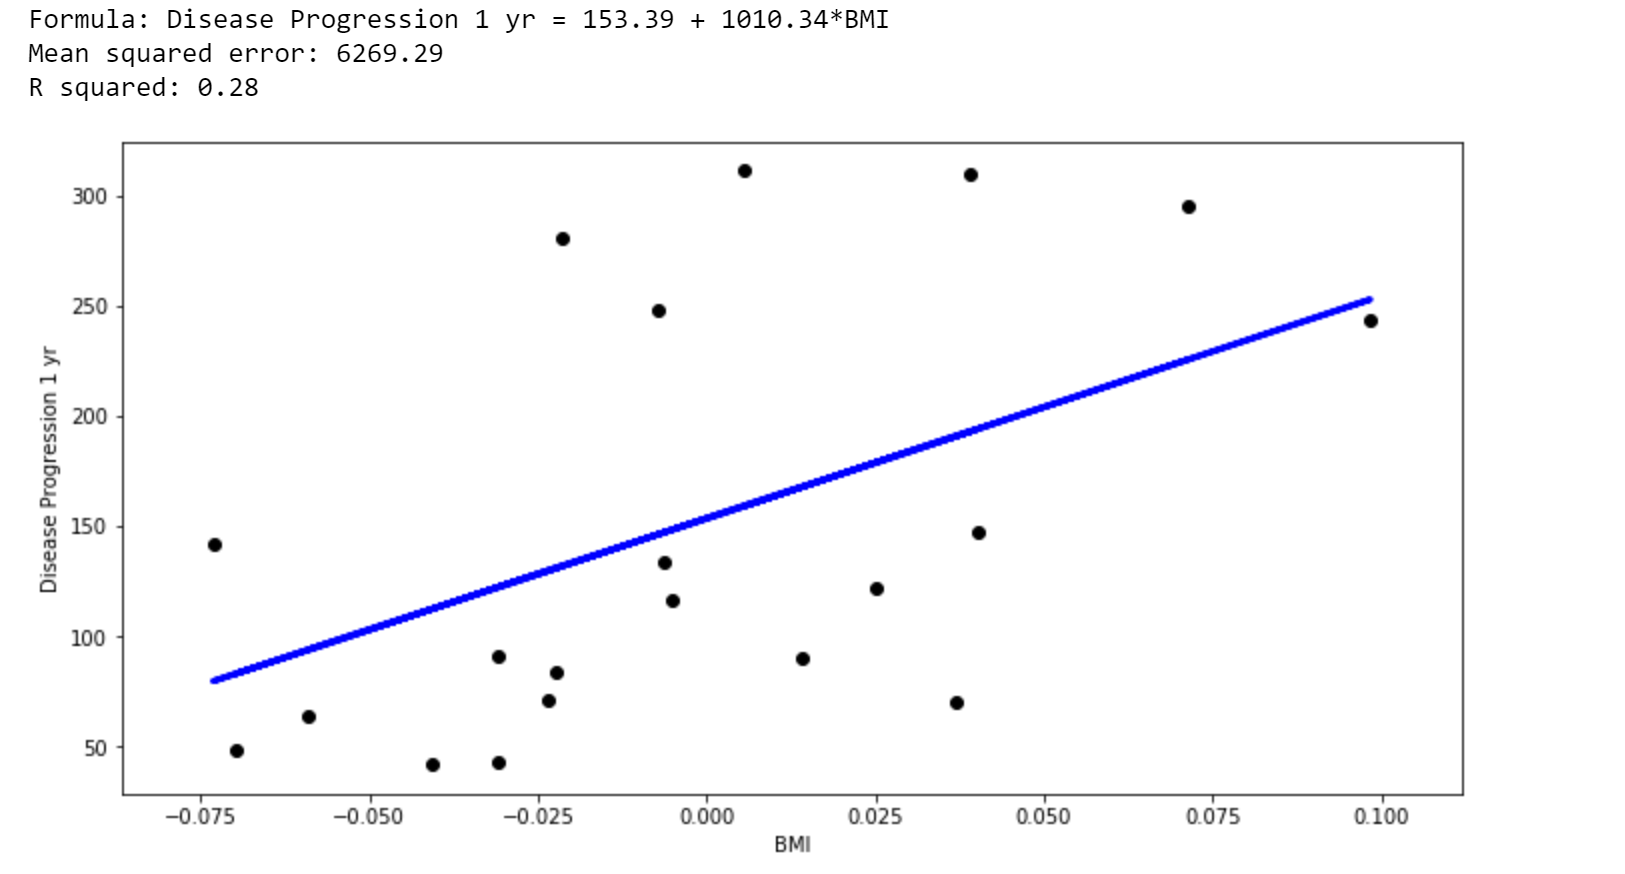 Formula: Disease Progression 1 yr = 153.39 + 1010.34*BMI
Mean squared error: 6269.29
R squared: 0.28
300
250
200
150
100
50
Disease Progression 1 yr
−0.075 −0.050 −0.025 0.000 0.025 0.050 0.075 0.100
BMI